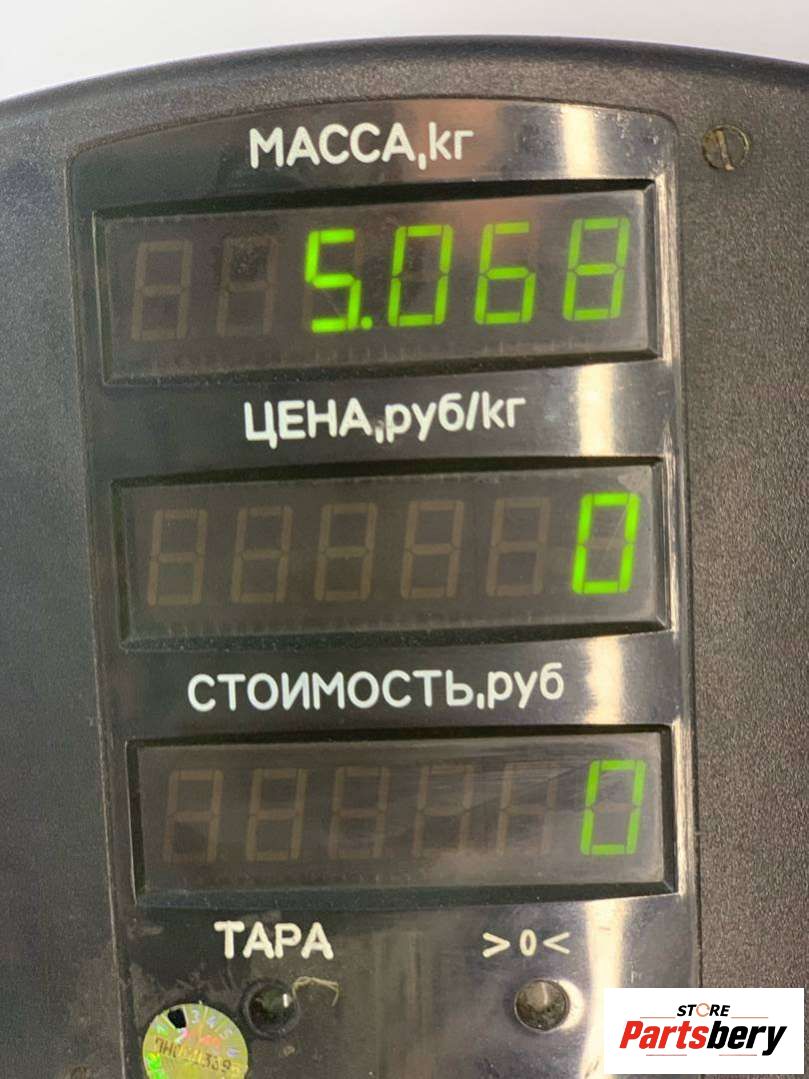 МАССА,кг
5.068
ЦЕНА,руб/кг
0
СТОИМОСТЬ,руб
0
ТАРА >0<
STORE
Partsbery